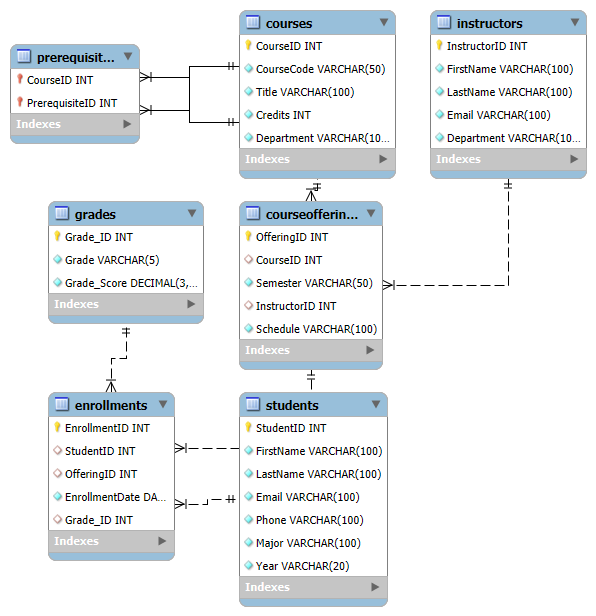 courses
CourseID INT
CourseCode VARCHAR(50)
Title VARCHAR(100)
Credits INT
Department VARCHAR(10...
Indexes
instructors
InstructorID INT
FirstName VARCHAR(100)
LastName VARCHAR(100)
Email VARCHAR(100)
Department VARCHAR(10...
Indexes
prerequisit...
CourseID INT
PrerequisiteID INT
Indexes
grades
Grade_ID INT
Grade VARCHAR(5)
Grade_Score DECIMAL(3,...
Indexes
courseofferin...
OfferingID INT
CourseID INT
Semester VARCHAR(50)
InstructorID INT
Schedule VARCHAR(100)
Indexes
enrollments
EnrollmentID INT
StudentID INT
OfferingID INT
EnrollmentDate DA...
Grade_ID INT
Indexes
students
StudentID INT
FirstName VARCHAR(100)
LastName VARCHAR(100)
Email VARCHAR(100)
Phone VARCHAR(100)
Major VARCHAR(100)
Year VARCHAR(20)
Indexes